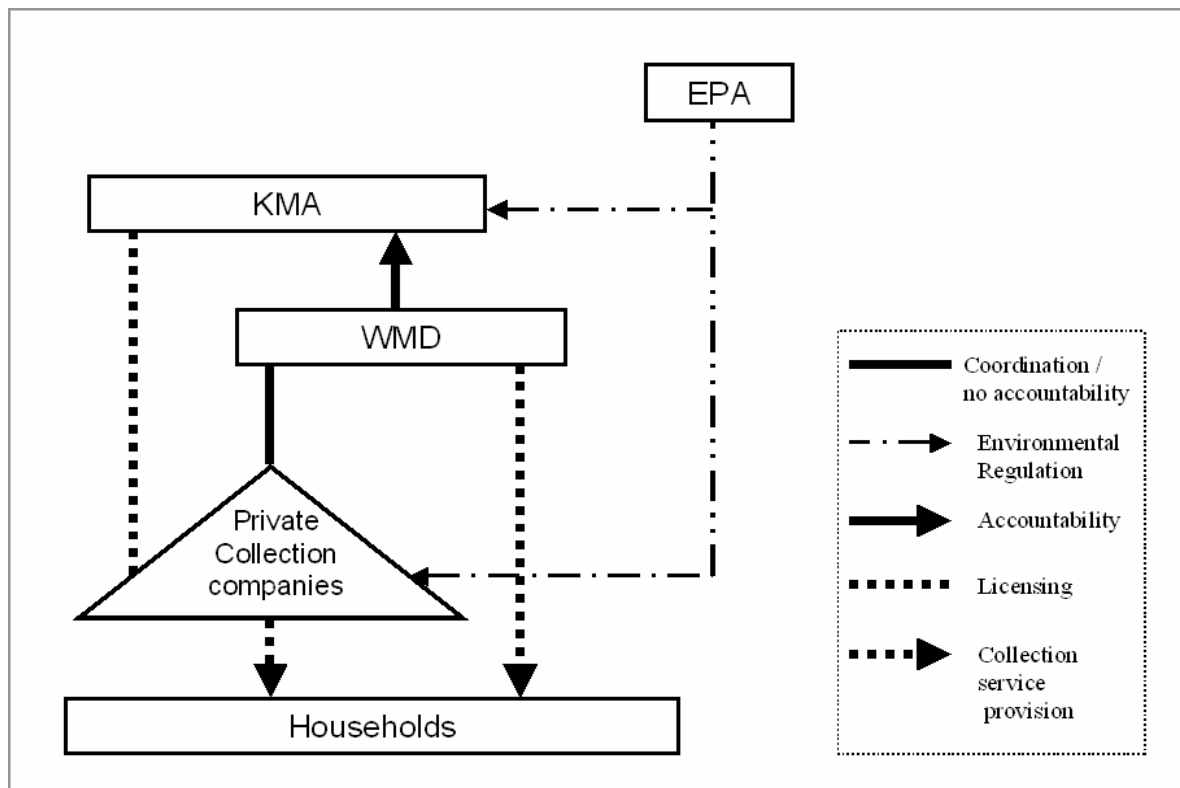 EPA
KMA
WMD
Private
Collection
companies
Households
Coordination /
no accountability
Environmental
Regulation
Accountability
Licensing
Collection
service
provision